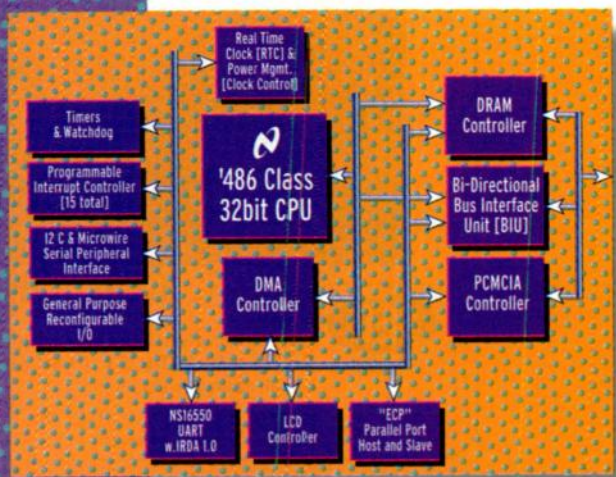 Real Time
Clock [RTC] &
Power Mgmt.
[Clock Control]
Timers
& Watchdog
Programmable
Interrupt Controller
[15 total]
I2 C & Microwire
Serial Peripheral
Interface
General Purpose
Reconfigurable
I/O
'486 Class
32bit CPU
DMA
Controller
DRAM
Controller
Bi-Directional
Bus Interface
Unit [BIU]
PCMCIA
Controller
NS16550
UART
w.IRDA 1.0
LCD
Controller
"ECP"
Parallel Port
Host and Slave